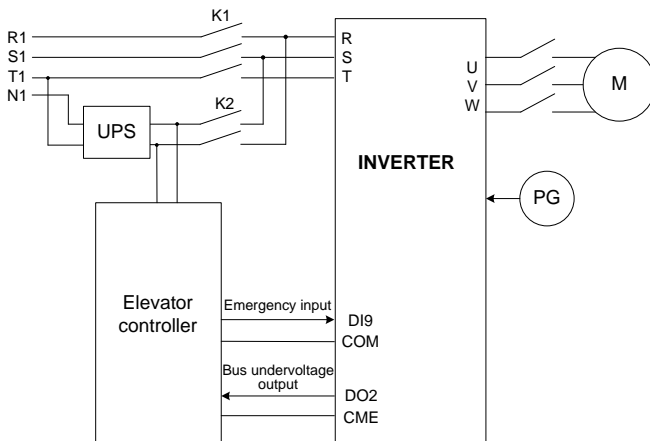 K1
R1
S1
T1
N1
R
S
T
K2
UPS
U
V
W
M
INVERTER
PG
Elevator
controller
Emergency input
DI9
COM
Bus undervoltage
output
DO2
CME